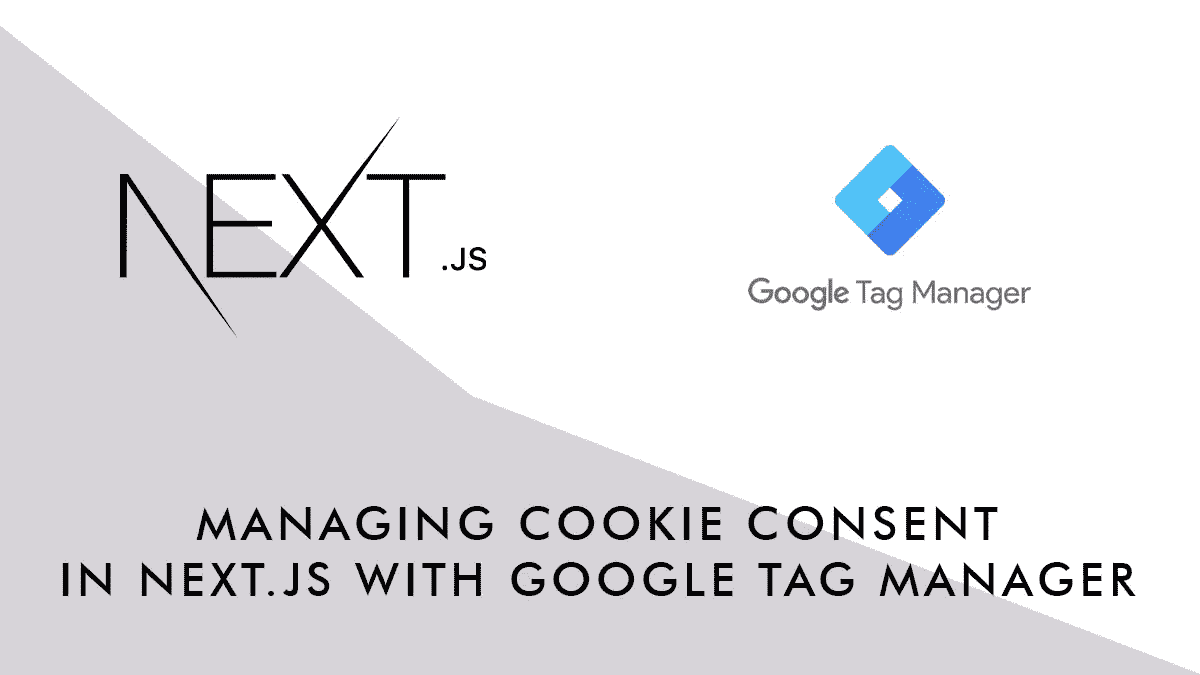 NEXT.JS
Google Tag Manager
MANAGING COOKIE CONSENT
IN NEXT.JS WITH GOOGLE TAG MANAGER